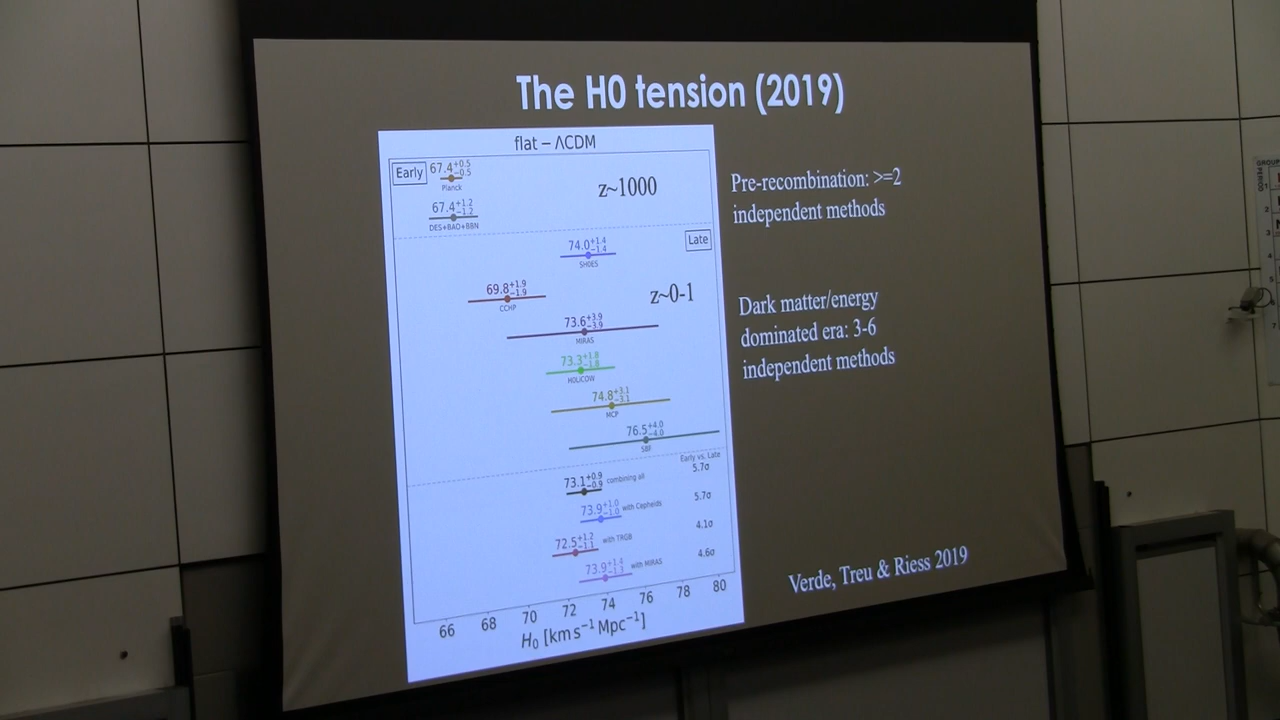 The H0 tension (2019)
flat − ΛCDM
Early
67.4+0.5−0.5
Planck
67.4+1.2−1.2
DES+BAO+BBN
z~1000
Late
74.0+1.4−1.4
SH0ES
69.8+1.9−1.9
CCHP
z~0-1
73.6+3.9−3.9
MIRAS
73.3+1.8−1.8
H0LiCOW
74.8+3.1−3.1
MCP
76.5+4.0−4.0
SBF
Early vs. Late
73.1+0.9−0.9 combining all 5.7σ
73.9+1.0−1.0 with Cepheids 5.7σ
72.5+1.2−1.1 with TRGB 4.1σ
73.9+1.4−1.3 with MIRAS 4.6σ
66 68 70 72 74 76 78 80
H0 [km s−1 Mpc−1]
Pre-recombination: >=2
independent methods
Dark matter/energy
dominated era: 3-6
independent methods
Verde, Treu & Riess 2019